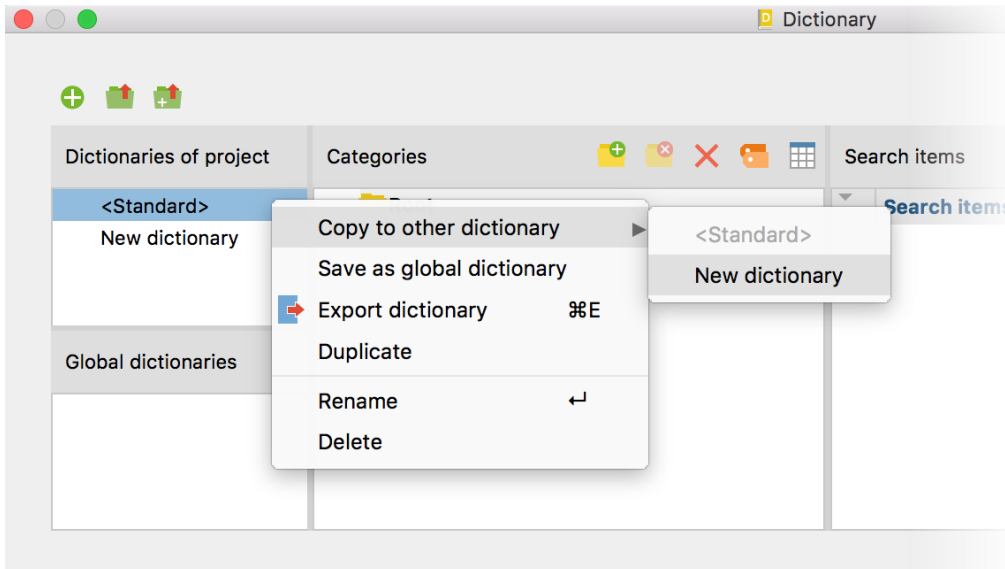 Dictionary
Dictionaries of project
Categories
Search items
<Standard>
New dictionary
Search items
Copy to other dictionary
Save as global dictionary
Export dictionary ⌘E
Duplicate
Rename ↵
Delete
<Standard>
New dictionary
Global dictionaries